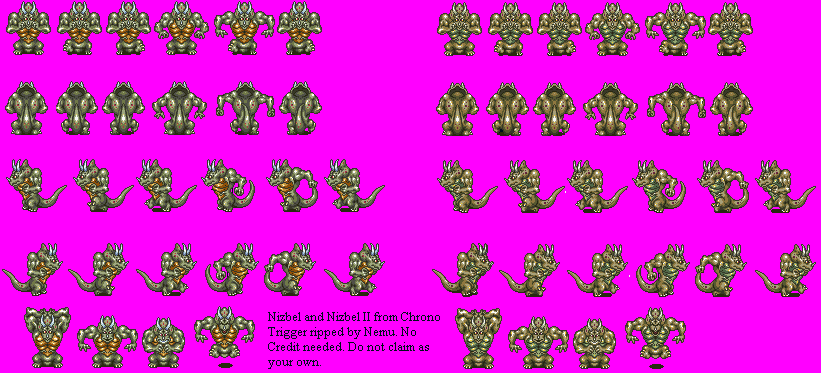 Nizbel and Nizbel II from Chrono
Trigger ripped by Nemu. No
Credit needed. Do not claim as
your own.